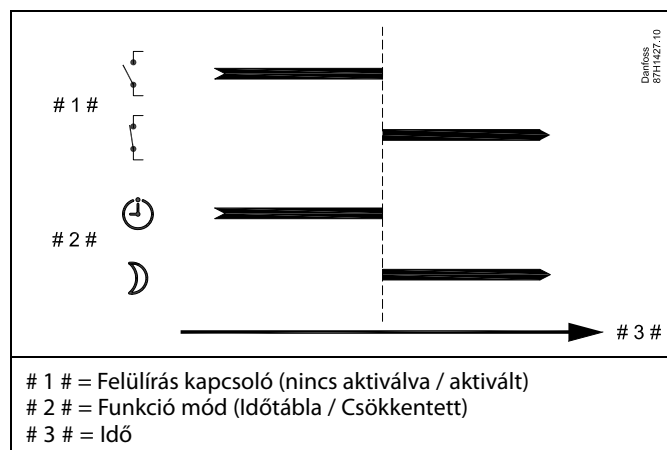 Danfoss
87H1427.10
# 1 #
# 2 #
# 3 #
# 1 # = Felülírás kapcsoló (nincs aktiválva / aktivált)
# 2 # = Funkció mód (Időtábla / Csökkentett)
# 3 # = Idő